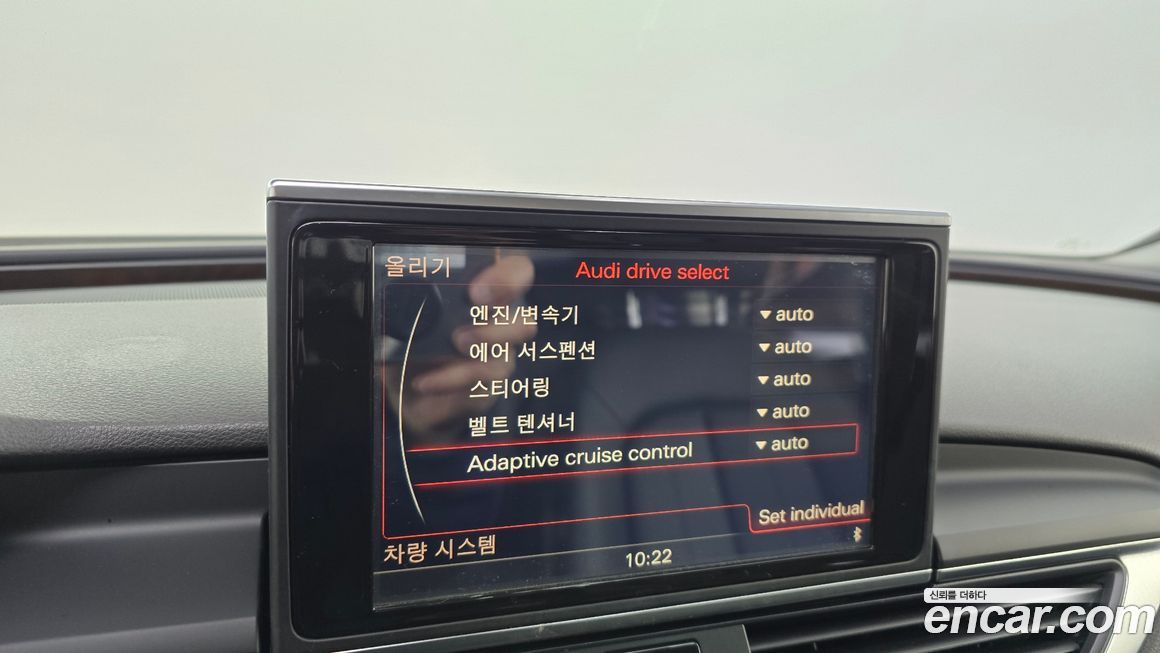 올리기
Audi drive select
엔진/변속기 ▼ auto
에어 서스펜션 ▼ auto
스티어링 ▼ auto
벨트 텐셔너 ▼ auto
Adaptive cruise control ▼ auto
Set individual
차량 시스템
10:22
신뢰를 더하다
encar.com